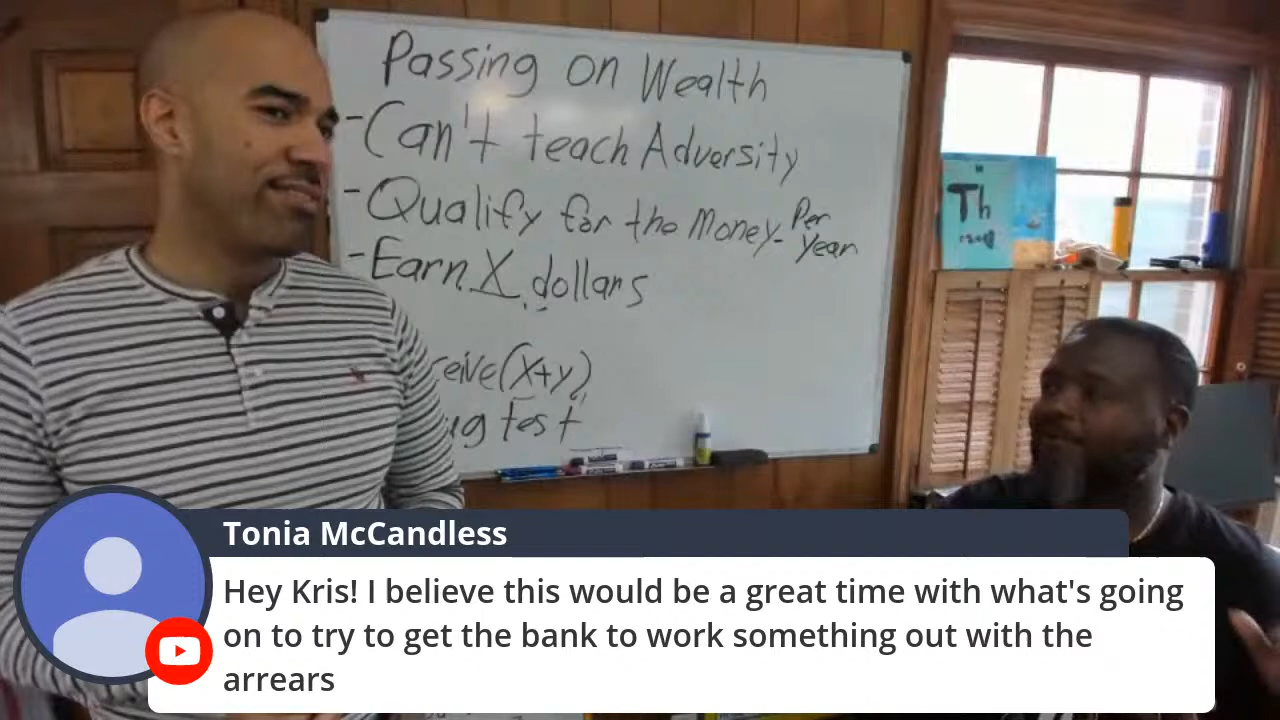 Passing on Wealth
- Can't teach Adversity
- Qualify for the Money - Per Year
- Earn X dollars
ceive (X+y)
ug test
Th
Tonia McCandless
Hey Kris! I believe this would be a great time with what's going
on to try to get the bank to work something out with the
arrears